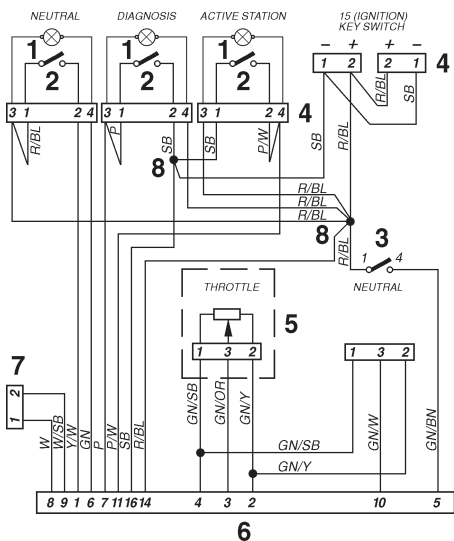 NEUTRAL DIAGNOSIS ACTIVE STATION 15 (IGNITION)
KEY SWITCH
1 1 1 − + + −
2 2 2 1 2 2 1 4
3 1 2 4 3 1 2 4 3 1 2 4 4
R/BL P SB SB P/W SB R/BL R/BL SB
8
R/BL
R/BL
R/BL
8 R/BL 3
1 4
THROTTLE NEUTRAL
5
1 3 2 1 3 2
7
2
1
GN/SB GN/OR GN/Y GN/W GN/BN
W W/SB Y/W GN P P/W SB R/BL
GN/SB
GN/Y
8 9 1 6 7 11 16 14 4 3 2 10 5
6